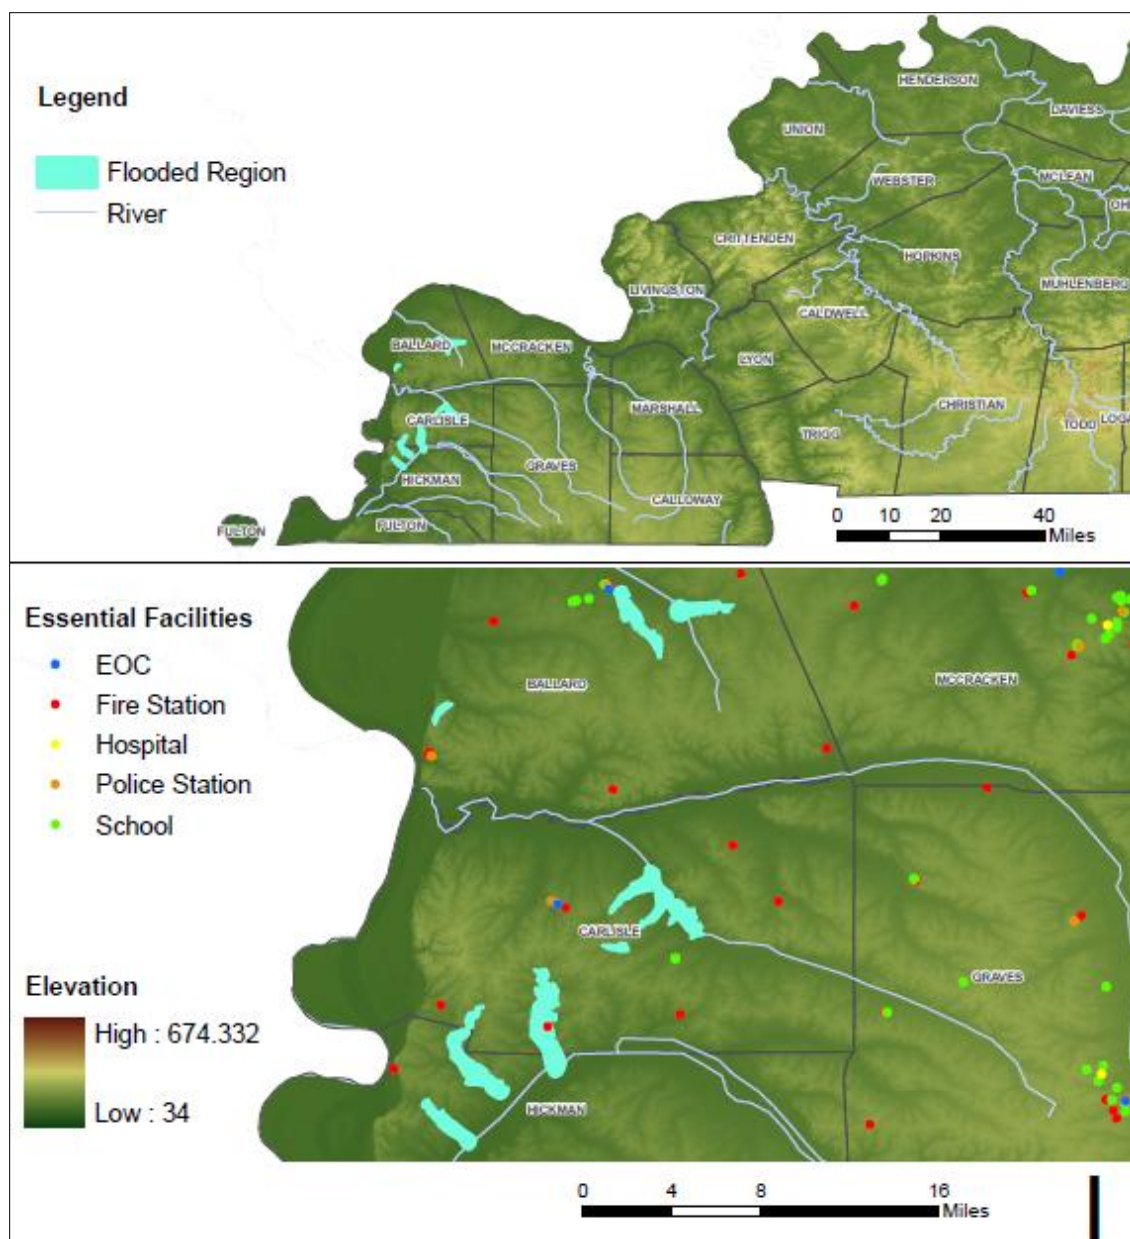 HENDERSON
Legend
DAVIESS
UNION
Flooded Region
MCLEAN
WEBSTER
River
OH
CRITTENDEN
HOPKINS
MUHLENBERG
LIVINGSTON
CALDWELL
BALLARD
MCCRACKEN
LYON
CHRISTIAN
MARSHALL
CARLISLE
TODD
LOGA
TRIGG
GRAVES
HICKMAN
CALLOWAY
FULTON
FULTON
0 10 20 40
Miles
Essential Facilities
EOC
BALLARD
MCCRACKEN
Fire Station
Hospital
Police Station
School
CARLISLE
GRAVES
Elevation
High : 674.332
Low : 34
HICKMAN
0 4 8 16
Miles